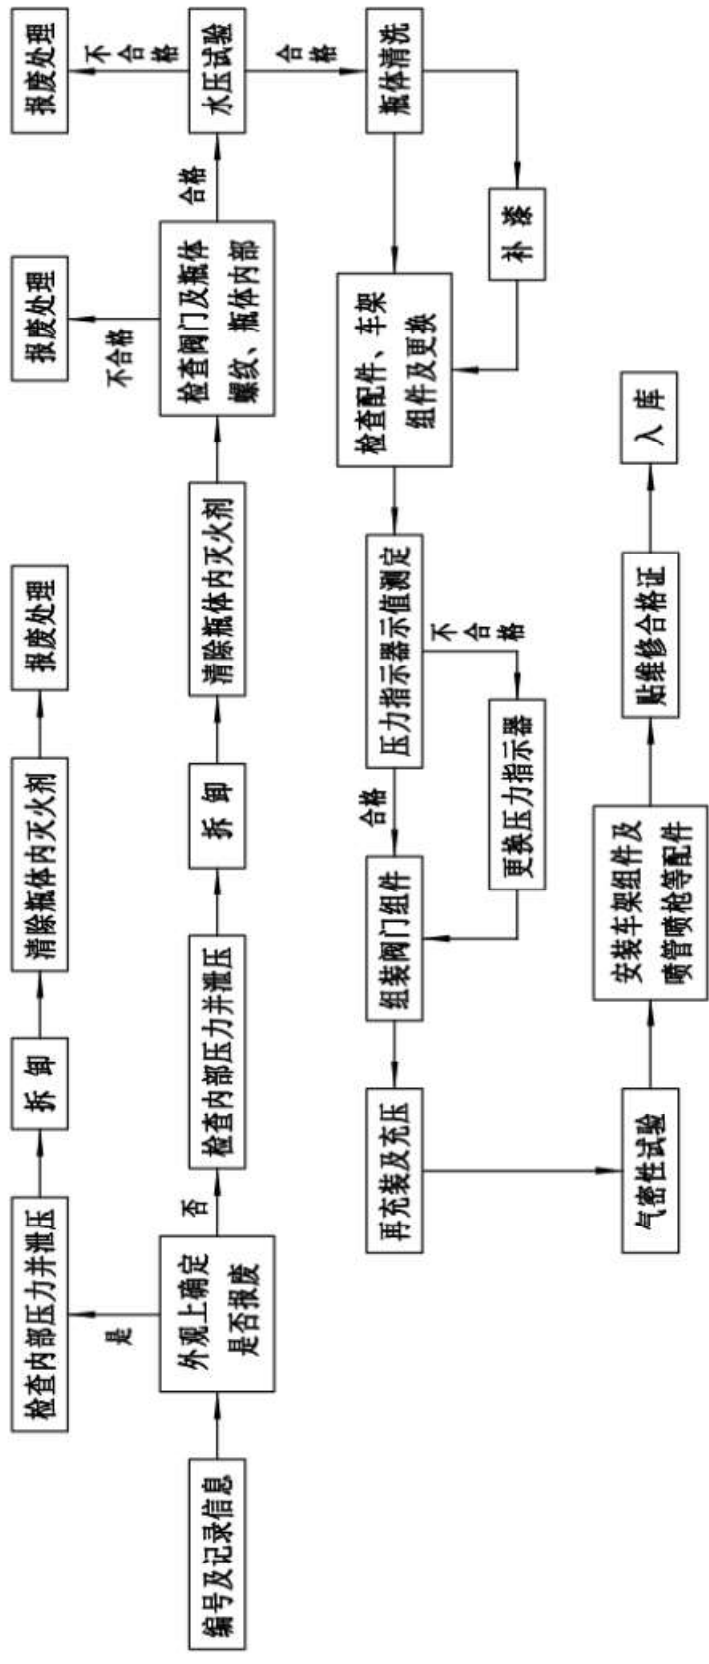 检查内部压力并泄压
拆 卸
清除瓶体内灭火剂
报废处理
报废处理
报废处理
是
不合格
不合格
编号及记录信息
外观上确定
是否报废
否
检查内部压力并泄压
拆 卸
清除瓶体内灭火剂
检查阀门及瓶体
螺纹、瓶体内部
合格
水压试验
合格
再充装及充压
组装阀门组件
合格
压力指示器示值测定
检查配件、车架
组件及更换
瓶体清洗
不合格
更换压力指示器
补 漆
气密性试验
安装车架组件及
喷管喷枪等配件
贴维修合格证
入 库